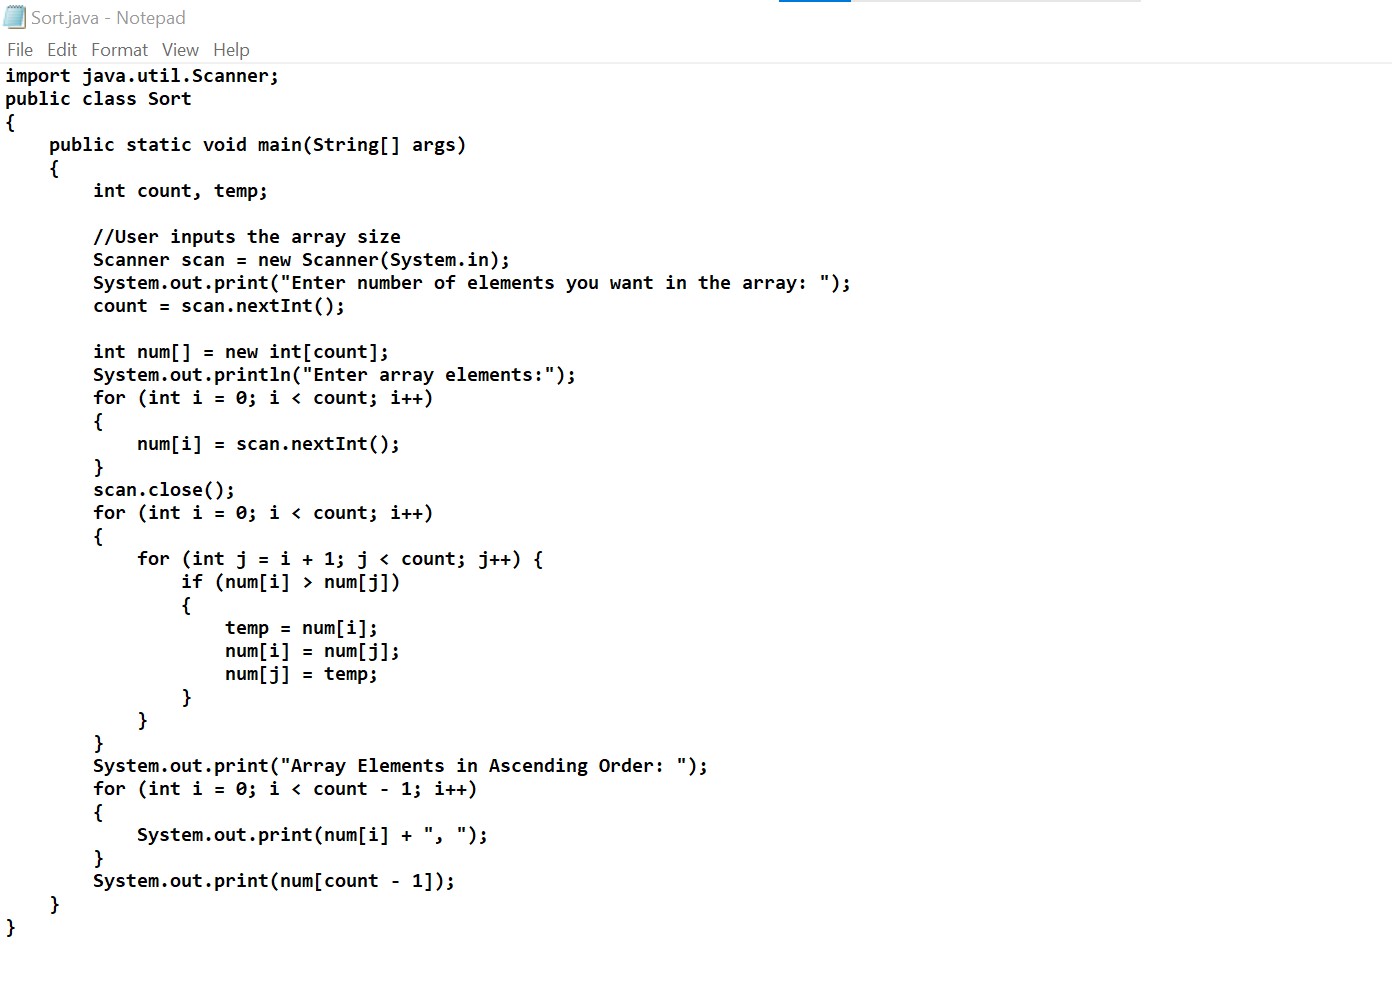 Sort.java - Notepad
File Edit Format View Help
import java.util.Scanner;
public class Sort
{
    public static void main(String[] args)
    {
        int count, temp;

        //User inputs the array size
        Scanner scan = new Scanner(System.in);
        System.out.print("Enter number of elements you want in the array: ");
        count = scan.nextInt();

        int num[] = new int[count];
        System.out.println("Enter array elements:");
        for (int i = 0; i < count; i++)
        {
            num[i] = scan.nextInt();
        }
        scan.close();
        for (int i = 0; i < count; i++)
        {
            for (int j = i + 1; j < count; j++) {
                if (num[i] > num[j])
                {
                    temp = num[i];
                    num[i] = num[j];
                    num[j] = temp;
                }
            }
        }
        System.out.print("Array Elements in Ascending Order: ");
        for (int i = 0; i < count - 1; i++)
        {
            System.out.print(num[i] + ", ");
        }
        System.out.print(num[count - 1]);
    }
}